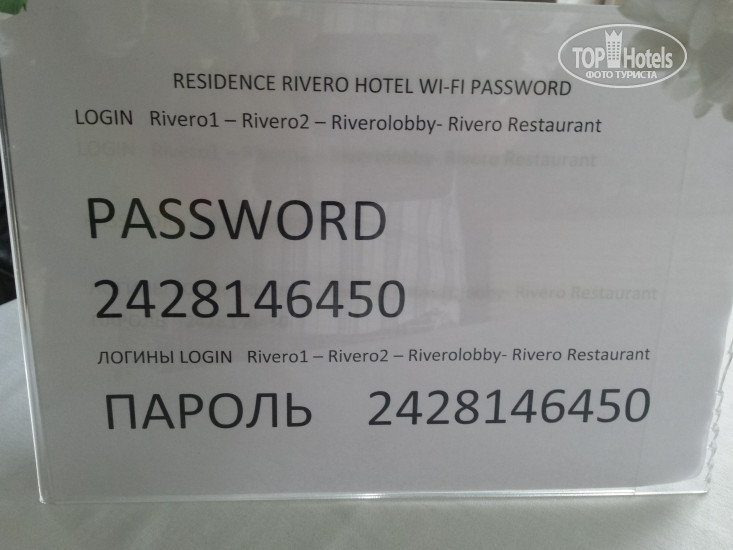 TOP Hotels
ФОТО ТУРИСТА
RESIDENCE RIVERO HOTEL WI-FI PASSWORD
LOGIN Rivero1 – Rivero2 – Riverolobby- Rivero Restaurant
PASSWORD
2428146450
ЛОГИНЫ LOGIN Rivero1 – Rivero2 – Riverolobby- Rivero Restaurant
ПАРОЛЬ 2428146450